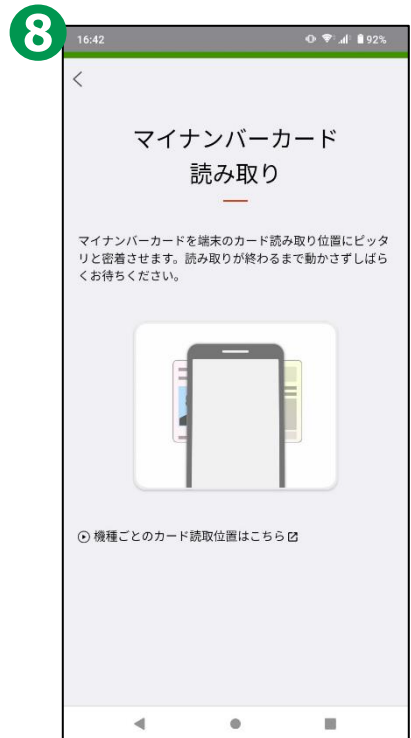 8
16:42
92%
マイナンバーカード
読み取り
マイナンバーカードを端末のカード読み取り位置にピッタ
リと密着させます。読み取りが終わるまで動かさずしばら
くお待ちください。
機種ごとのカード読取位置はこちら